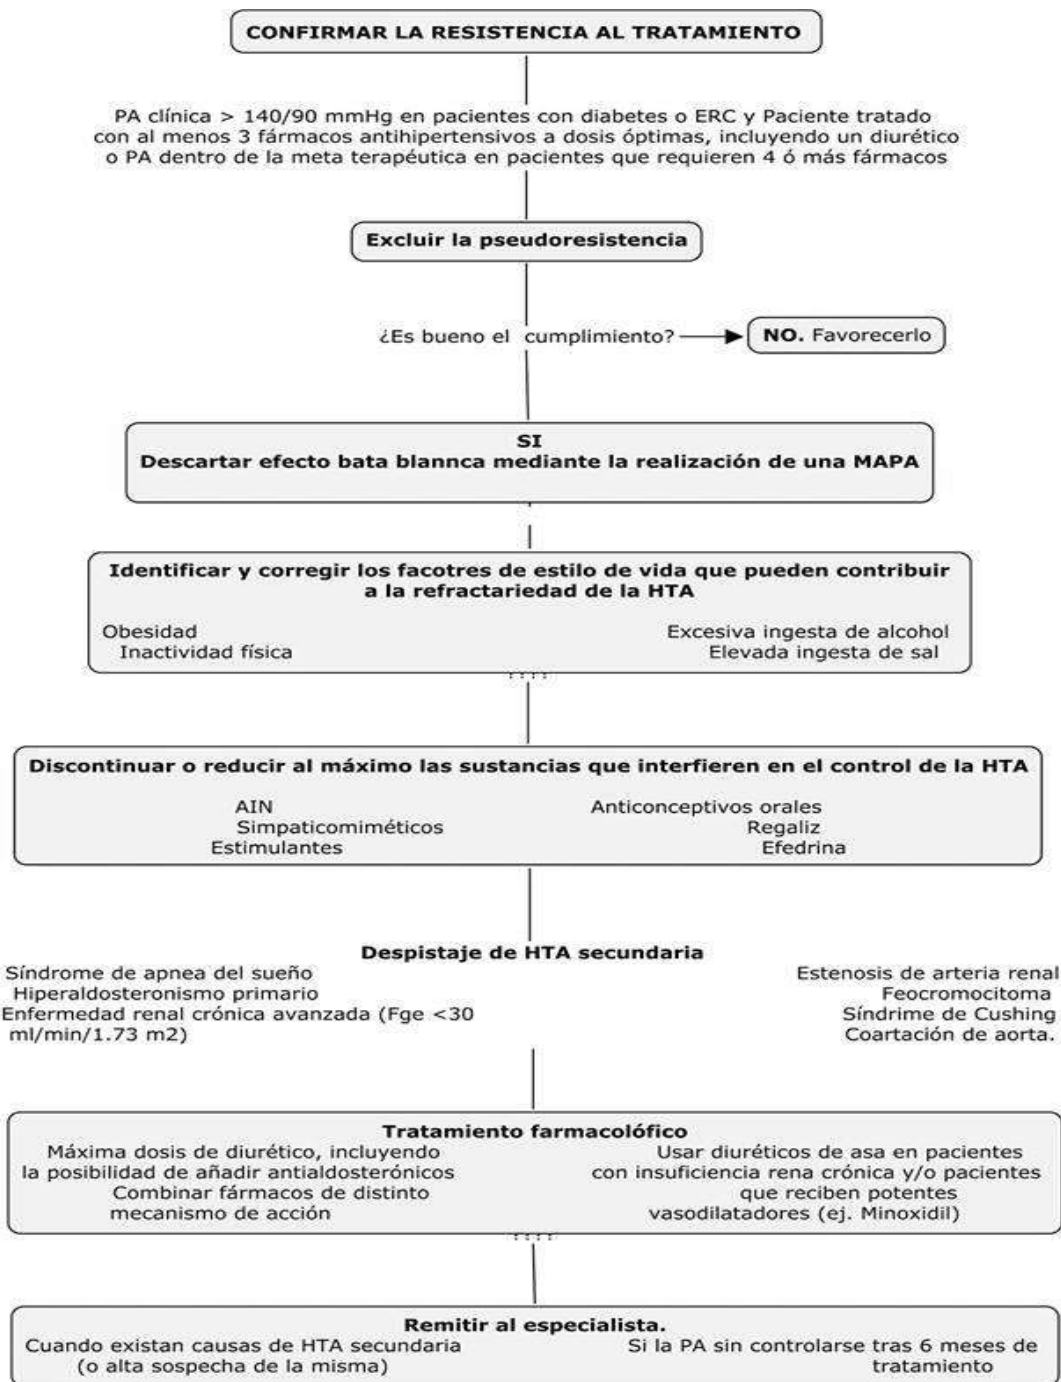 CONFIRMAR LA RESISTENCIA AL TRATAMIENTO
PA clínica > 140/90 mmHg en pacientes con diabetes o ERC y Paciente tratado
con al menos 3 fármacos antihipertensivos a dosis óptimas, incluyendo un diurético
o PA dentro de la meta terapéutica en pacientes que requieren 4 ó más fármacos
Excluir la pseudoresistencia
¿Es bueno el cumplimiento?
NO. Favorecerlo
SI
Descartar efecto bata blannca mediante la realización de una MAPA
Identificar y corregir los facotres de estilo de vida que pueden contribuir
a la refractariedad de la HTA
Obesidad
Inactividad física
Excesiva ingesta de alcohol
Elevada ingesta de sal
Discontinuar o reducir al máximo las sustancias que interfieren en el control de la HTA
AIN
Simpaticomiméticos
Estimulantes
Anticonceptivos orales
Regaliz
Efedrina
Despistaje de HTA secundaria
Síndrome de apnea del sueño
Hiperaldosteronismo primario
Enfermedad renal crónica avanzada (Fge <30
ml/min/1.73 m2)
Estenosis de arteria renal
Feocromocitoma
Síndrime de Cushing
Coartación de aorta.
Tratamiento farmacolófico
Máxima dosis de diurético, incluyendo
la posibilidad de añadir antialdosterónicos
Combinar fármacos de distinto
mecanismo de acción
Usar diuréticos de asa en pacientes
con insuficiencia rena crónica y/o pacientes
que reciben potentes
vasodilatadores (ej. Minoxidil)
Remitir al especialista.
Cuando existan causas de HTA secundaria
(o alta sospecha de la misma)
Si la PA sin controlarse tras 6 meses de
tratamiento